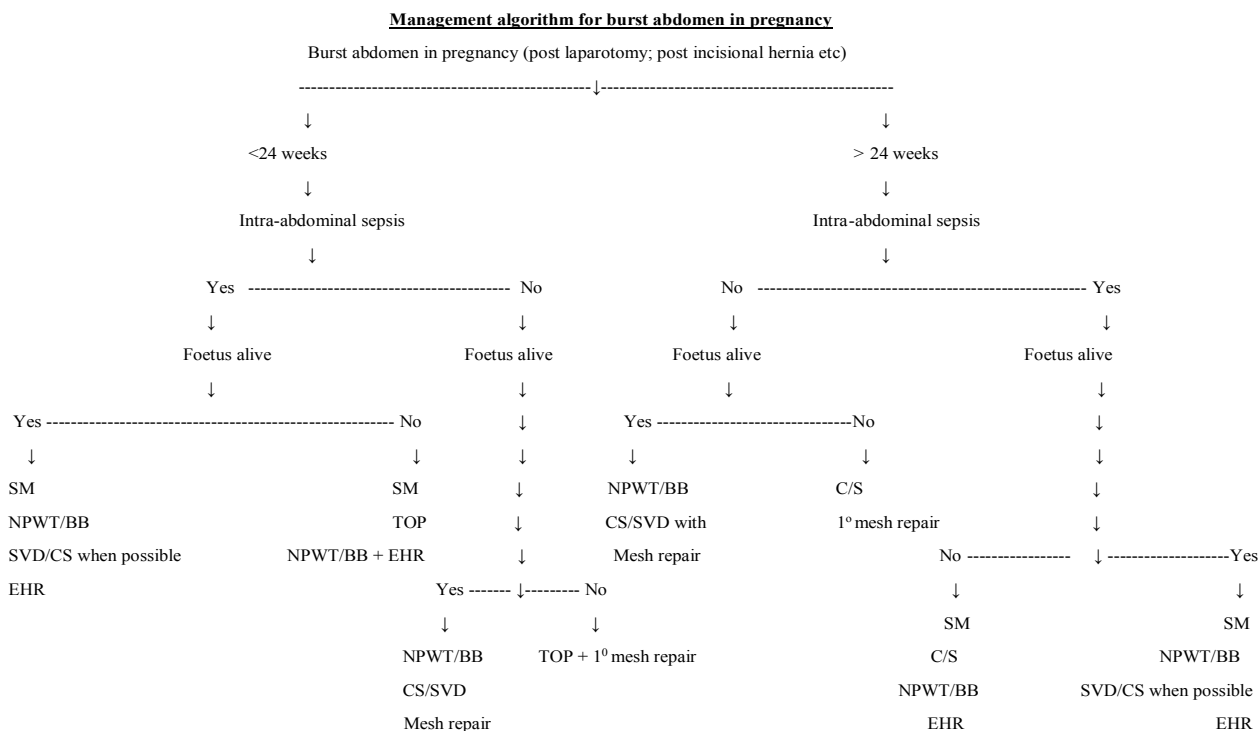 Management algorithm for burst abdomen in pregnancy
Burst abdomen in pregnancy (post laparotomy; post incisional hernia etc)
-------------------------------------------------↓-------------------------------------------------
↓ ↓
<24 weeks > 24 weeks
↓ ↓
Intra-abdominal sepsis Intra-abdominal sepsis
↓ ↓
Yes -------------------------------------------- No No ------------------------------------------------------- Yes
↓ ↓ ↓ ↓
Foetus alive Foetus alive Foetus alive Foetus alive
↓ ↓ ↓ ↓
Yes ---------------------------------------------------------- No ↓ Yes --------------------------------No ↓
↓ ↓ ↓ ↓ ↓ ↓
SM SM ↓ NPWT/BB C/S ↓
NPWT/BB TOP ↓ CS/SVD with 1º mesh repair ↓
SVD/CS when possible NPWT/BB + EHR ↓ Mesh repair No ----------------- ↓ --------------------Yes
EHR Yes ------- ↓--------- No ↓ ↓
↓ ↓ SM SM
NPWT/BB TOP + 1⁰ mesh repair C/S NPWT/BB
CS/SVD NPWT/BB SVD/CS when possible
Mesh repair EHR EHR